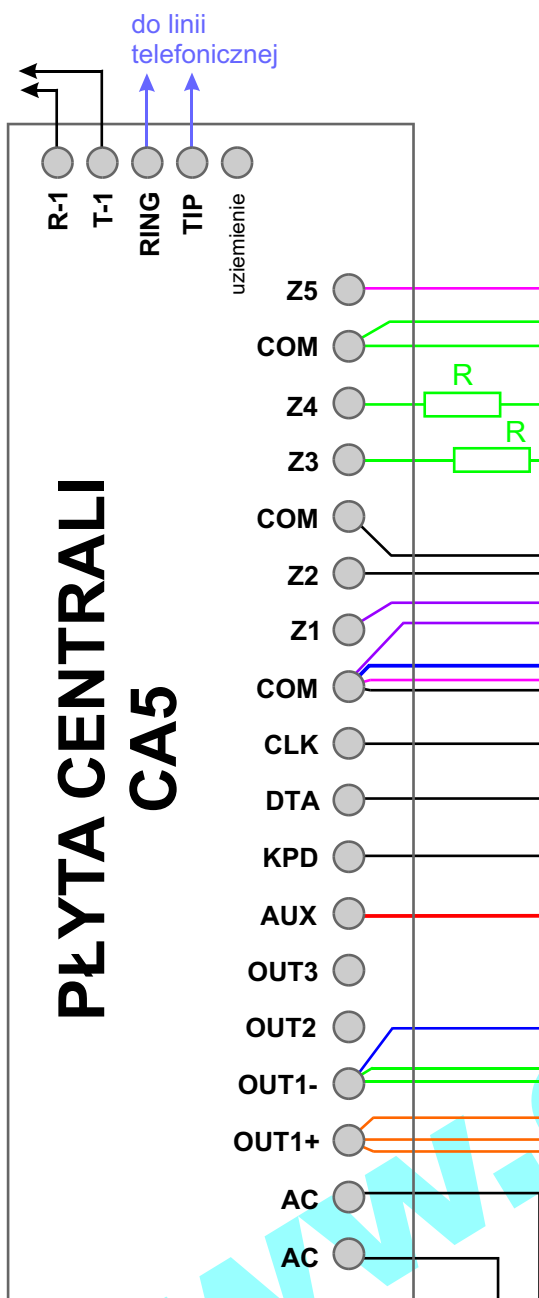 do linii
telefonicznej
R-1
T-1
RING
TIP
uziemienie
Z5
COM
Z4
R
Z3
R
COM
Z2
Z1
COM
CLK
DTA
KPD
AUX
OUT3
OUT2
OUT1-
OUT1+
AC
AC
PŁYTA CENTRALI
CA5